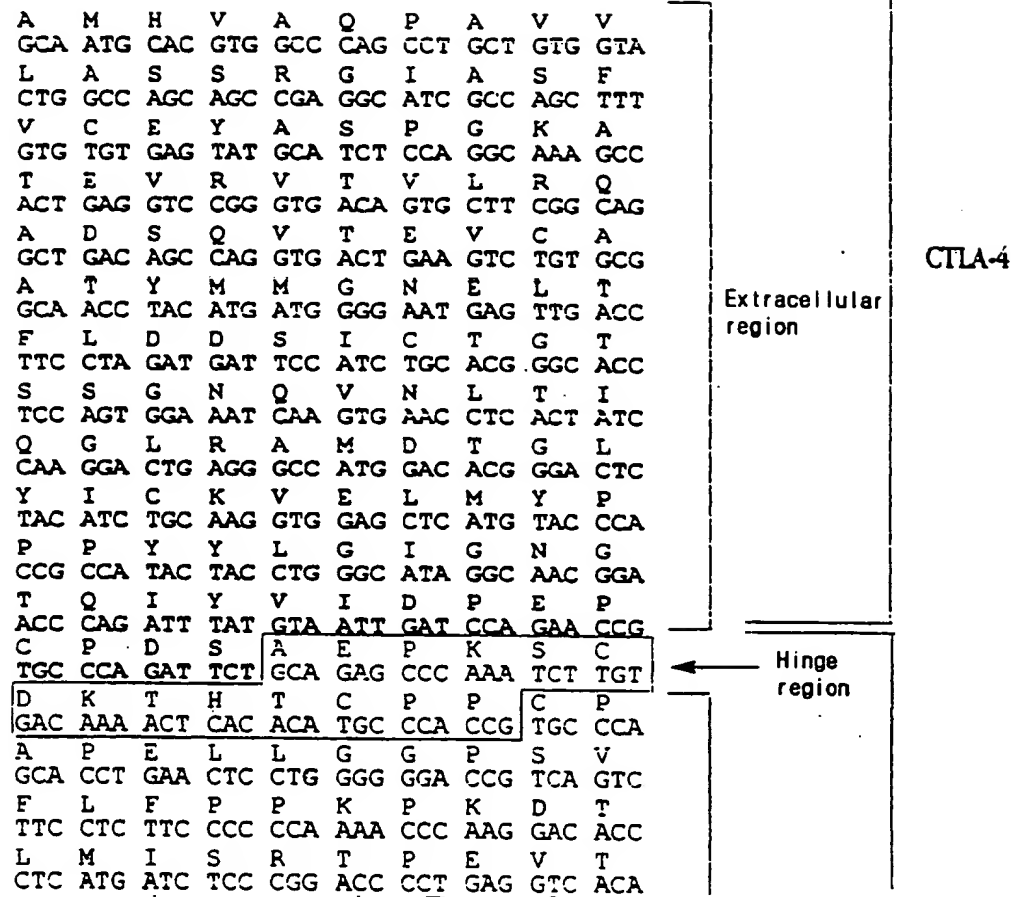 A M H V A Q P A V V
GCA ATG CAC GTG GCC CAG CCT GCT GTG GTA
L A S S R G I A S F
CTG GCC AGC AGC CGA GGC ATC GCC AGC TTT
V C E Y A S P G K A
GTG TGT GAG TAT GCA TCT CCA GGC AAA GCC
T E V R V T V L R Q
ACT GAG GTC CGG GTG ACA GTG CTT CGG CAG
A D S Q V T E V C A
GCT GAC AGC CAG GTG ACT GAA GTC TGT GCG
A T Y M M G N E L T
GCA ACC TAC ATG ATG GGG AAT GAG TTG ACC
F L D D S I C T G T
TTC CTA GAT GAT TCC ATC TGC ACG GGC ACC
S S G N Q V N L T I
TCC AGT GGA AAT CAA GTG AAC CTC ACT ATC
Q G L R A M D T G L
CAA GGA CTG AGG GCC ATG GAC ACG GGA CTC
Y I C K V E L M Y P
TAC ATC TGC AAG GTG GAG CTC ATG TAC CCA
P P Y Y L G I G N G
CCG CCA TAC TAC CTG GGC ATA GGC AAC GGA
T Q I Y V I D P E P
ACC CAG ATT TAT GTA ATT GAT CCA GAA CCG
C P D S A E P K S C
TGC CCA GAT TCT GCA GAG CCC AAA TCT TGT
D K T H T C P P C P
GAC AAA ACT CAC ACA TGC CCA CCG TGC CCA
A P E L L G G P S V
GCA CCT GAA CTC CTG GGG GGA CCG TCA GTC
F L F P P K P K D T
TTC CTC TTC CCC CCA AAA CCC AAG GAC ACC
L M I S R T P E V T
CTC ATG ATC TCC CGG ACC CCT GAG GTC ACA
Extracellular
region
CTLA-4
Hinge
region